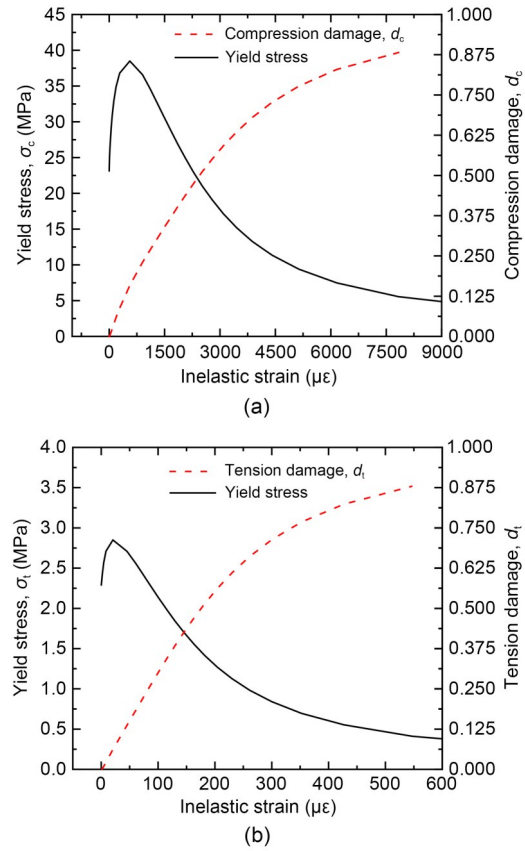 45
40
35
30
25
20
15
10
5
0
Yield stress, σc (MPa)
Compression damage, dc
Yield stress
1.000
0.875
0.750
0.625
0.500
0.375
0.250
0.125
0.000
Compression damage, dc
0 1500 3000 4500 6000 7500 9000
Inelastic strain (με)
(a)
4.0
3.5
3.0
2.5
2.0
1.5
1.0
0.5
0.0
Yield stress, σt (MPa)
Tension damage, dt
Yield stress
1.000
0.875
0.750
0.625
0.500
0.375
0.250
0.125
0.000
Tension damage, dt
0 100 200 300 400 500 600
Inelastic strain (με)
(b)